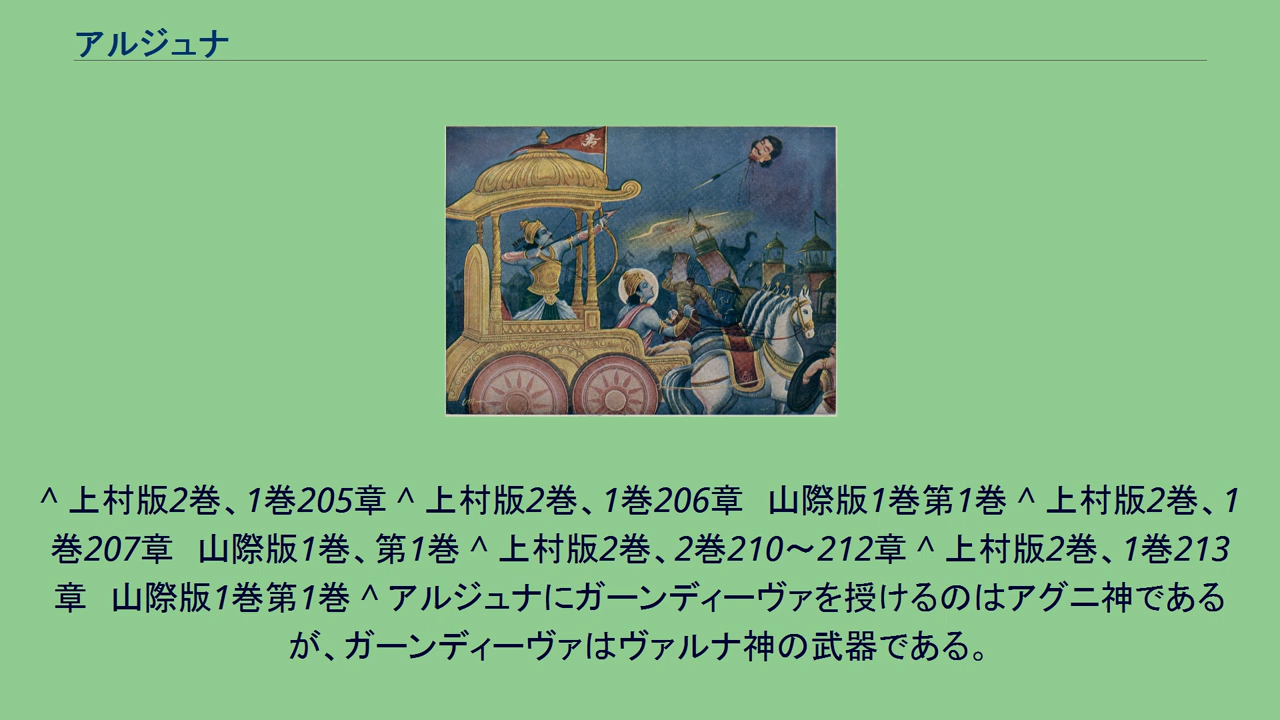 アルジュナ
^ 上村版2巻、1巻205章 ^ 上村版2巻、1巻206章　山際版1巻第1巻 ^ 上村版2巻、1
巻207章　山際版1巻、第1巻 ^ 上村版2巻、2巻210〜212章 ^ 上村版2巻、1巻213
章　山際版1巻第1巻 ^ アルジュナにガーンディーヴァを授けるのはアグニ神である
が、ガーンディーヴァはヴァルナ神の武器である。